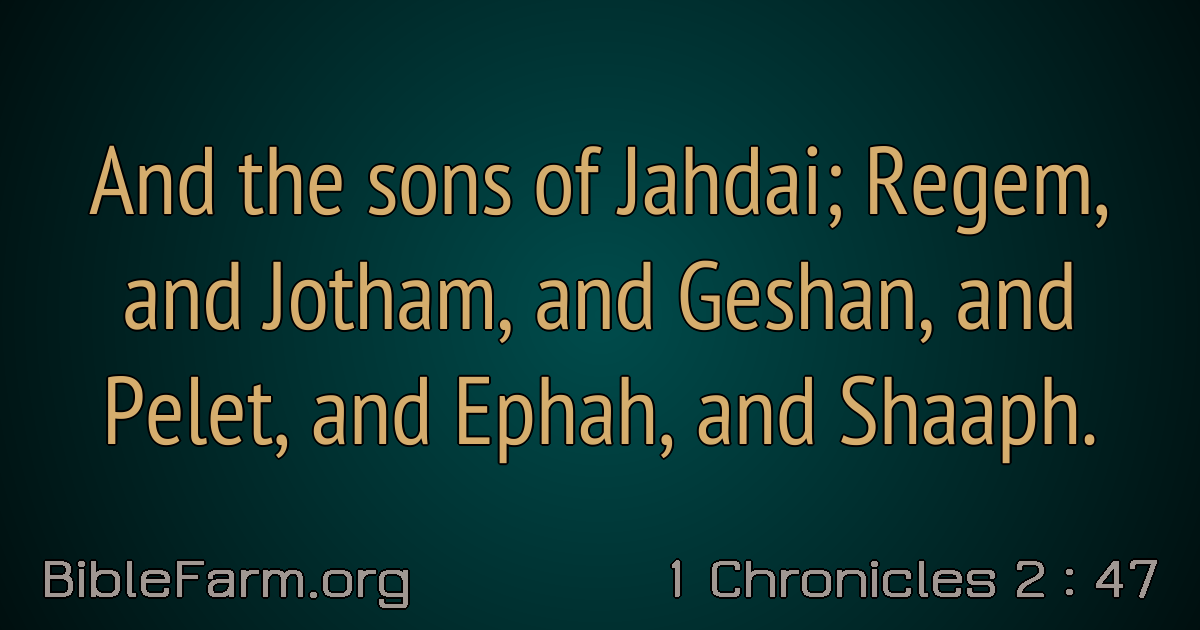 And the sons of Jahdai; Regem,
and Jotham, and Geshan, and
Pelet, and Ephah, and Shaaph.
BibleFarm.org
1 Chronicles 2 : 47